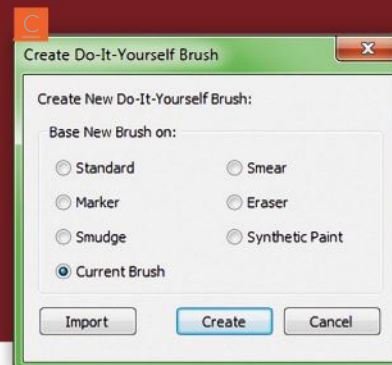 C
Create Do-It-Yourself Brush
Create New Do-It-Yourself Brush:
Base New Brush on:
Standard Smear
Marker Eraser
Smudge Synthetic Paint
Current Brush
Import Create Cancel